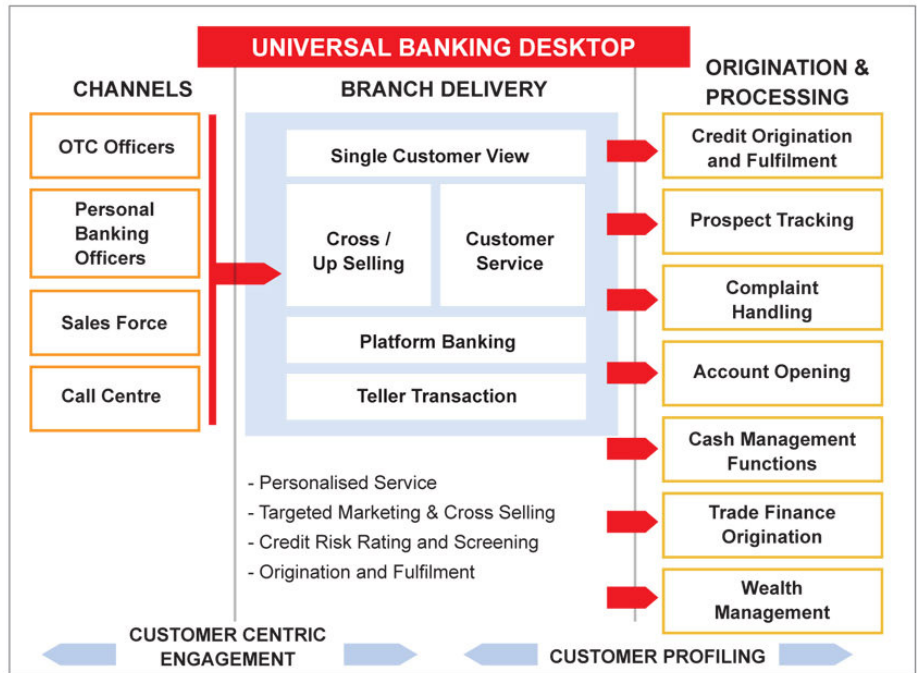 UNIVERSAL BANKING DESKTOP
CHANNELS
OTC Officers
Personal
Banking
Officers
Sales Force
Call Centre
BRANCH DELIVERY
Single Customer View
Cross /
Up Selling
Customer
Service
Platform Banking
Teller Transaction
- Personalised Service
- Targeted Marketing & Cross Selling
- Credit Risk Rating and Screening
- Origination and Fulfilment
ORIGINATION &
PROCESSING
Credit Origination
and Fulfilment
Prospect Tracking
Complaint
Handling
Account Opening
Cash Management
Functions
Trade Finance
Origination
Wealth
Management
CUSTOMER CENTRIC
ENGAGEMENT
CUSTOMER PROFILING